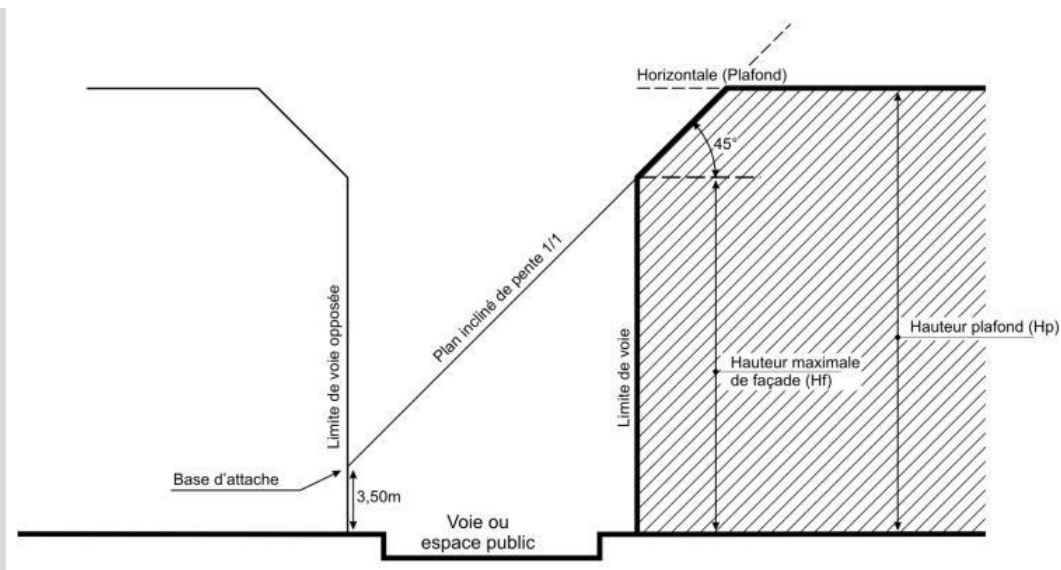 Horizontale (Plafond)
45°
Plan incliné de pente 1/1
Limite de voie opposée
Limite de voie
Hauteur plafond (Hp)
Hauteur maximale
de façade (Hf)
Base d'attache
3,50m
Voie ou
espace public